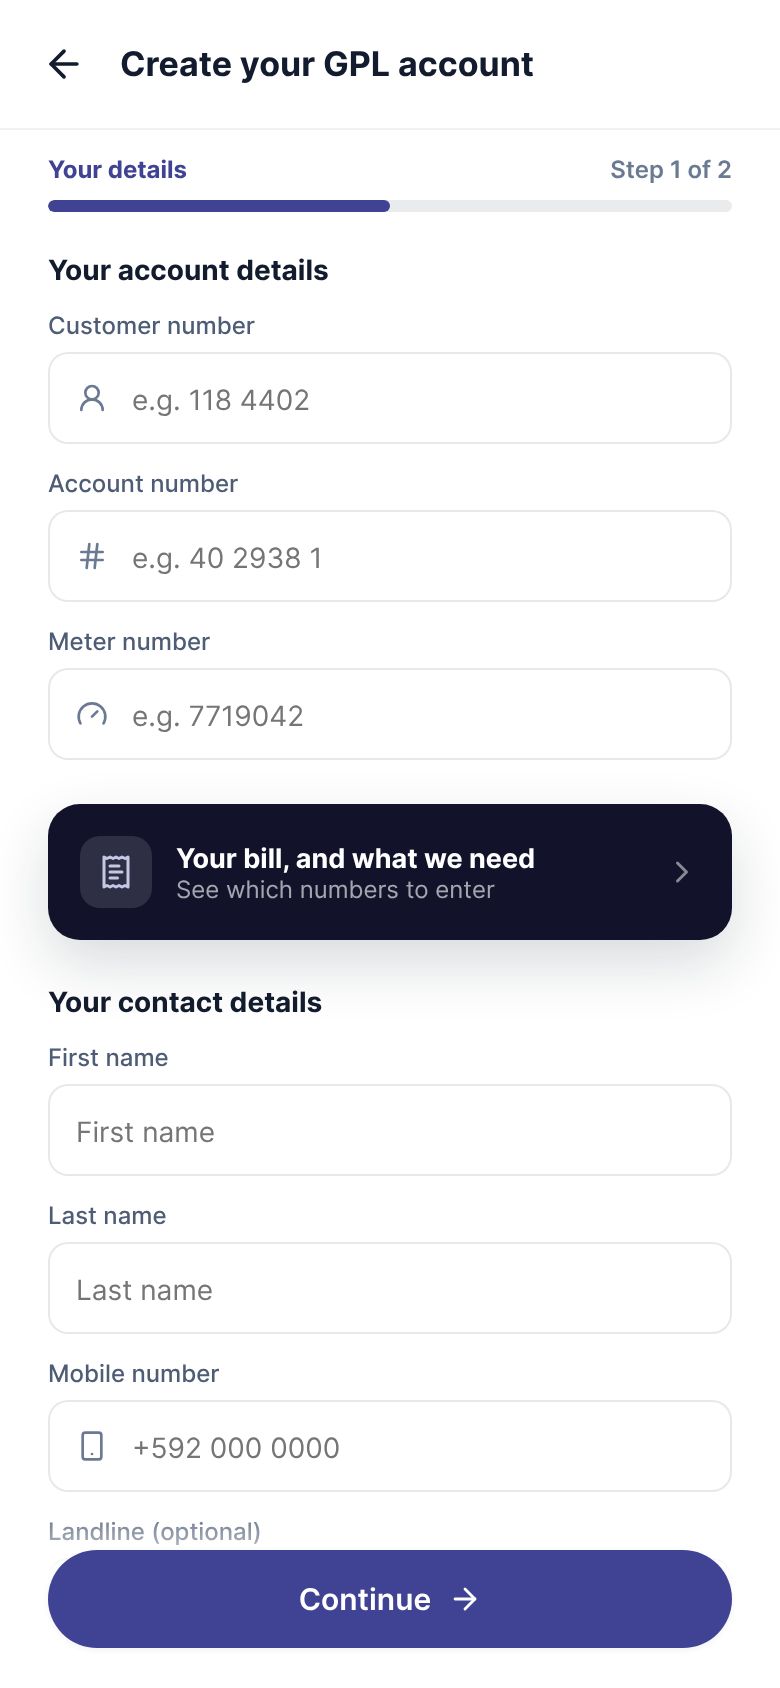 Create your GPL account
Your details
Step 1 of 2
Your account details
Customer number
e.g. 118 4402
Account number
e.g. 40 2938 1
Meter number
e.g. 7719042
Your bill, and what we need
See which numbers to enter
Your contact details
First name
First name
Last name
Last name
Mobile number
+592 000 0000
Landline (optional)
Continue